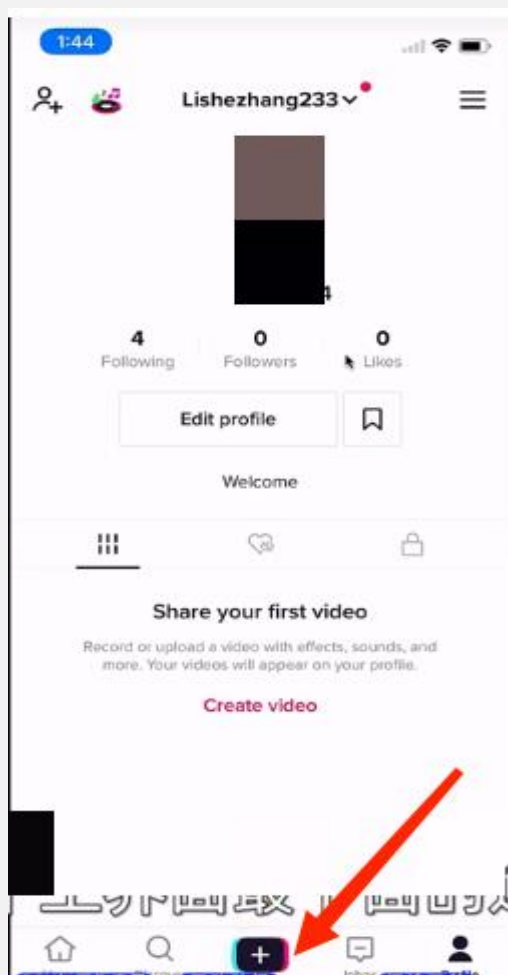 1:44
Lishezhang233
4 0 0
Following Followers Likes
Edit profile
Welcome
Share your first video
Record or upload a video with effects, sounds, and
more. Your videos will appear on your profile.
Create video
Profile